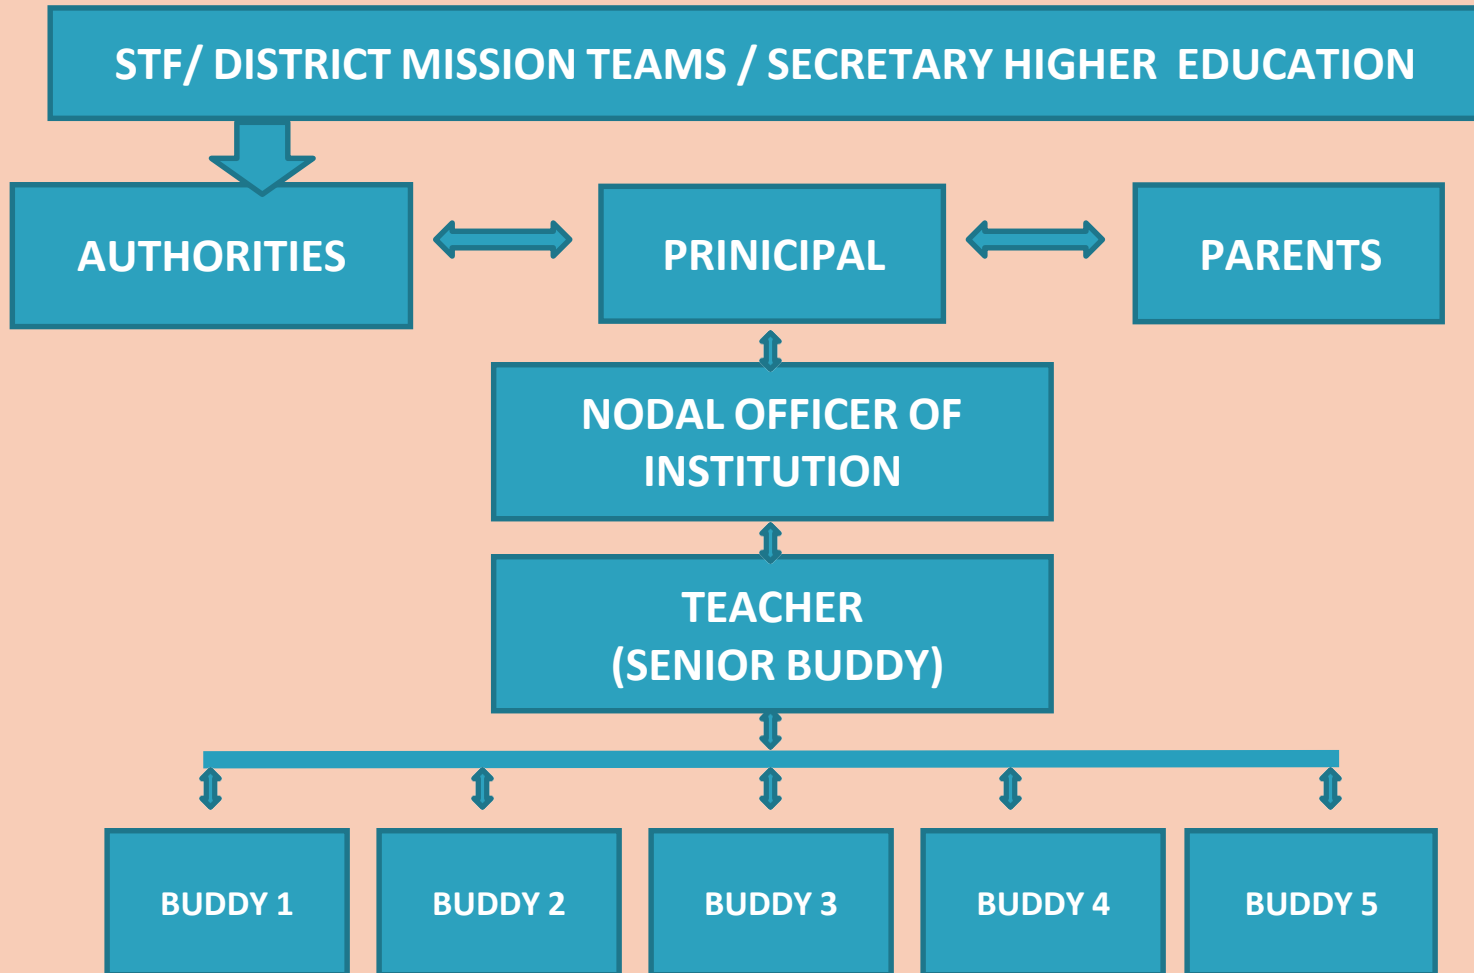 STF/ DISTRICT MISSION TEAMS / SECRETARY HIGHER EDUCATION
AUTHORITIES
PRINICIPAL
PARENTS
NODAL OFFICER OF
INSTITUTION
TEACHER
(SENIOR BUDDY)
BUDDY 1
BUDDY 2
BUDDY 3
BUDDY 4
BUDDY 5